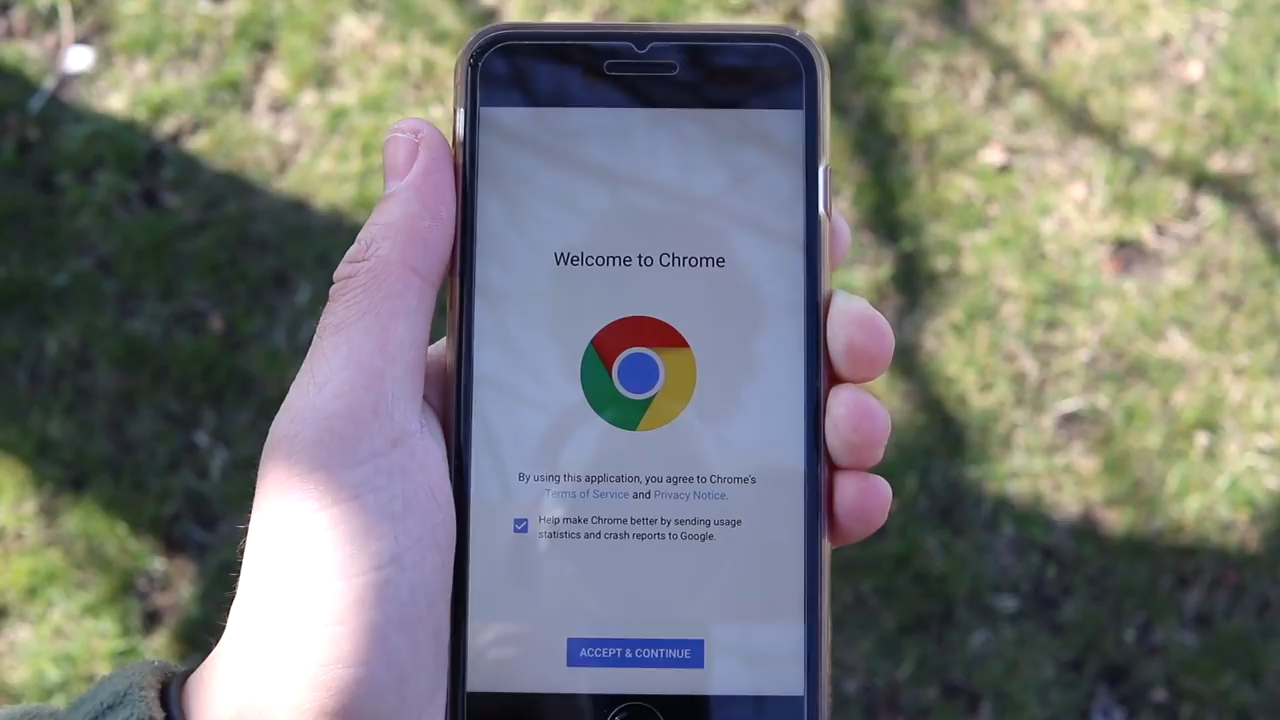 Welcome to Chrome
By using this application, you agree to Chrome's
Terms of Service and Privacy Notice.
Help make Chrome better by sending usage
statistics and crash reports to Google.
ACCEPT & CONTINUE